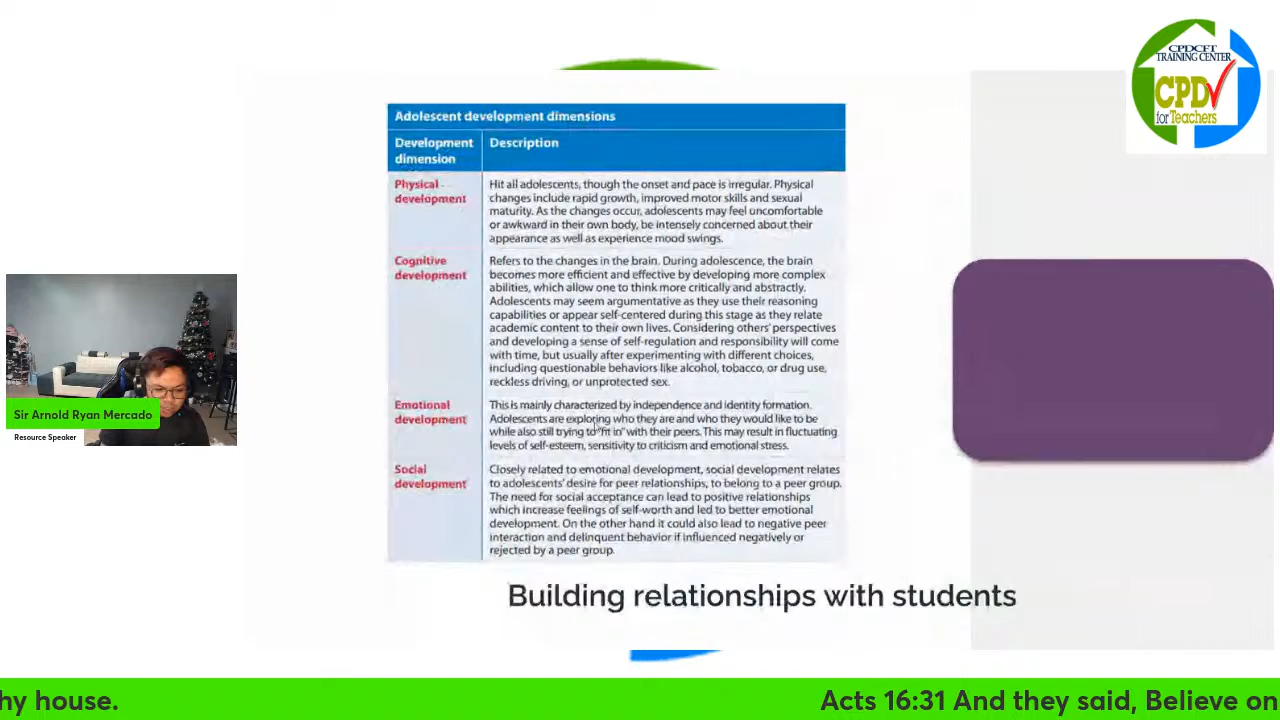 CPDCFT
TRAINING CENTER
CPD
for Teachers
Adolescent development dimensions
Development
dimension
Description
Physical
development
Hit all adolescents, though the onset and pace is irregular. Physical
changes include rapid growth, improved motor skills and sexual
maturity. As the changes occur, adolescents may feel uncomfortable
or awkward in their own body, be intensely concerned about their
appearance as well as experience mood swings.
Cognitive
development
Refers to the changes in the brain. During adolescence, the brain
becomes more efficient and effective by developing more complex
abilities, which allow one to think more critically and abstractly.
Adolescents may seem argumentative as they use their reasoning
capabilities or appear self-centered during this stage as they relate
academic content to their own lives. Considering others' perspectives
and developing a sense of self-regulation and responsibility will come
with time, but usually after experimenting with different choices,
including questionable behaviors like alcohol, tobacco, or drug use,
reckless driving, or unprotected sex.
Emotional
development
This is mainly characterized by independence and identity formation.
Adolescents are exploring who they are and who they would like to be
while also still trying to "fit in" with their peers. This may result in fluctuating
levels of self-esteem, sensitivity to criticism and emotional stress.
Social
development
Closely related to emotional development, social development relates
to adolescents' desire for peer relationships, to belong to a peer group.
The need for social acceptance can lead to positive relationships
which increase feelings of self-worth and led to better emotional
development. On the other hand it could also lead to negative peer
interaction and delinquent behavior if influenced negatively or
rejected by a peer group.
Sir Arnold Ryan Mercado
Resource Speaker
Building relationships with students
hy house.
Acts 16:31 And they said, Believe on